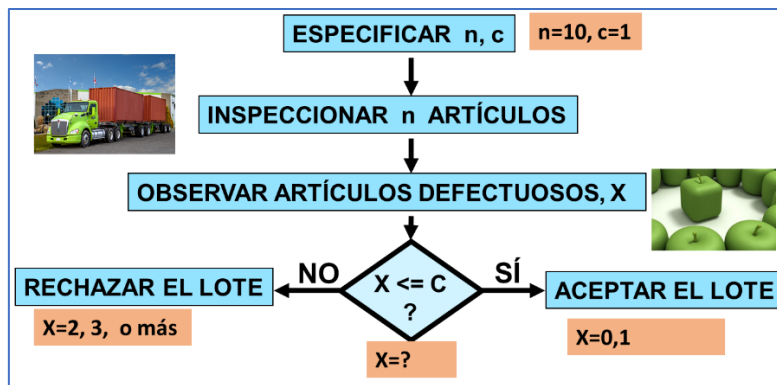 ESPECIFICAR n, c
n=10, c=1
INSPECCIONAR n ARTÍCULOS
OBSERVAR ARTÍCULOS DEFECTUOSOS, X
NO
X <= C
?
SÍ
RECHAZAR EL LOTE
ACEPTAR EL LOTE
X=2, 3, o más
X=?
X=0,1